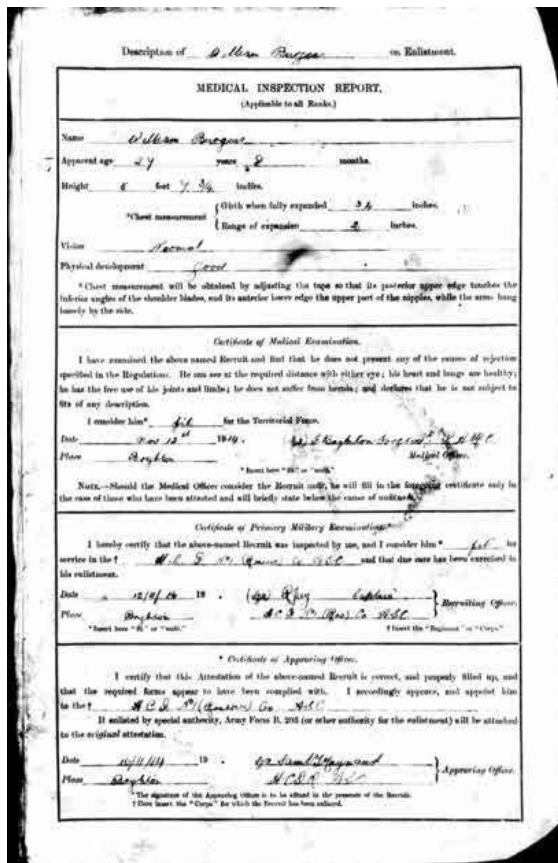 Description of William Burges on Enlistment.
MEDICAL INSPECTION REPORT.
(Applicable to all Ranks.)
Name William Burges
Apparent age 27 years 8 months.
Height 5 feet 7 3/4 inches.
*Chest measurement { Girth when fully expanded 34 inches.
{ Range of expansion 2 inches.
Vision Normal
Physical development Good
* Chest measurement will be obtained by adjusting the tape so that its posterior upper edge touches the
inferior angles of the shoulder blades, and its anterior lower edge the upper part of the nipples, while the arms hang
loosely by the side.
Certificate of Medical Examination.
I have examined the above named Recruit and find that he does not present any of the causes of rejection
specified in the Regulations. He can see at the required distance with either eye; his heart and lungs are healthy;
he has the free use of his joints and limbs; he does not suffer from hernia; and declares that he is not subject to
fits of any description.
I consider him* fit for the Territorial Force.
Date Nov 12th 1914
Place Medical Officer.
* Insert here "fit" or "unfit."
NOTE.—Should the Medical Officer consider the Recruit unfit, he will fill in the foregoing certificate only in
the case of those who have been attested and will briefly state below the cause of unfitness.
Certificate of Primary Military Examination.*
I hereby certify that the above-named Recruit was inspected by me, and I consider him* fit for
service in the† Co ASC and that due care has been exercised in
his enlistment.
Date 12/11/14 19 . Captain } Recruiting Officer.
Place Co ASC
* Insert here "fit" or "unfit." † Insert the "Regiment" or "Corps."
* Certificate of Approving Officer.
I certify that this Attestation of the above-named Recruit is correct, and properly filled up, and
that the required forms appear to have been complied with. I accordingly approve, and appoint him
to the† Co ASC
If enlisted by special authority, Army Form B. 203 (or other authority for the enlistment) will be attached
to the original attestation.
Date 19 . } Approving Officer.
Place ASC
* The signature of the Approving Officer is to be affixed in the presence of the Recruit.
† Here insert the "Corps" for which the Recruit has been enlisted.